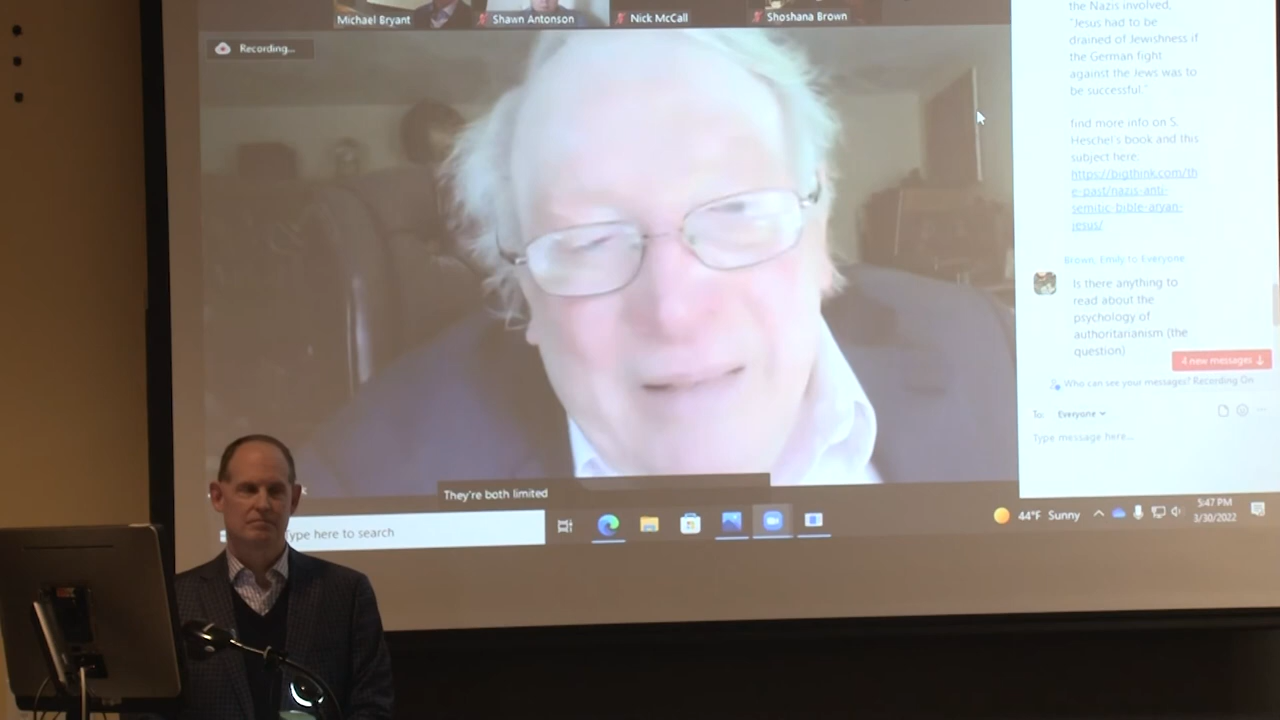 Michael Bryant
Shawn Antonson
Nick McCall
Shoshana Brown
Recording...
the Nazis involved,
"Jesus had to be
drained of Jewishness if
the German fight
against the Jews was to
be successful."
find more info on S.
Heschel's book and this
subject here:
https://bigthink.com/th
e-past/nazis-anti-
semitic-bible-aryan-
jesus/
Brown, Emily to Everyone
Is there anything to
read about the
psychology of
authoritarianism (the
question)
4 new messages
Who can see your messages? Recording On
To: Everyone
Type message here...
They're both limited
ype here to search
44°F Sunny
5:47 PM
3/30/2022